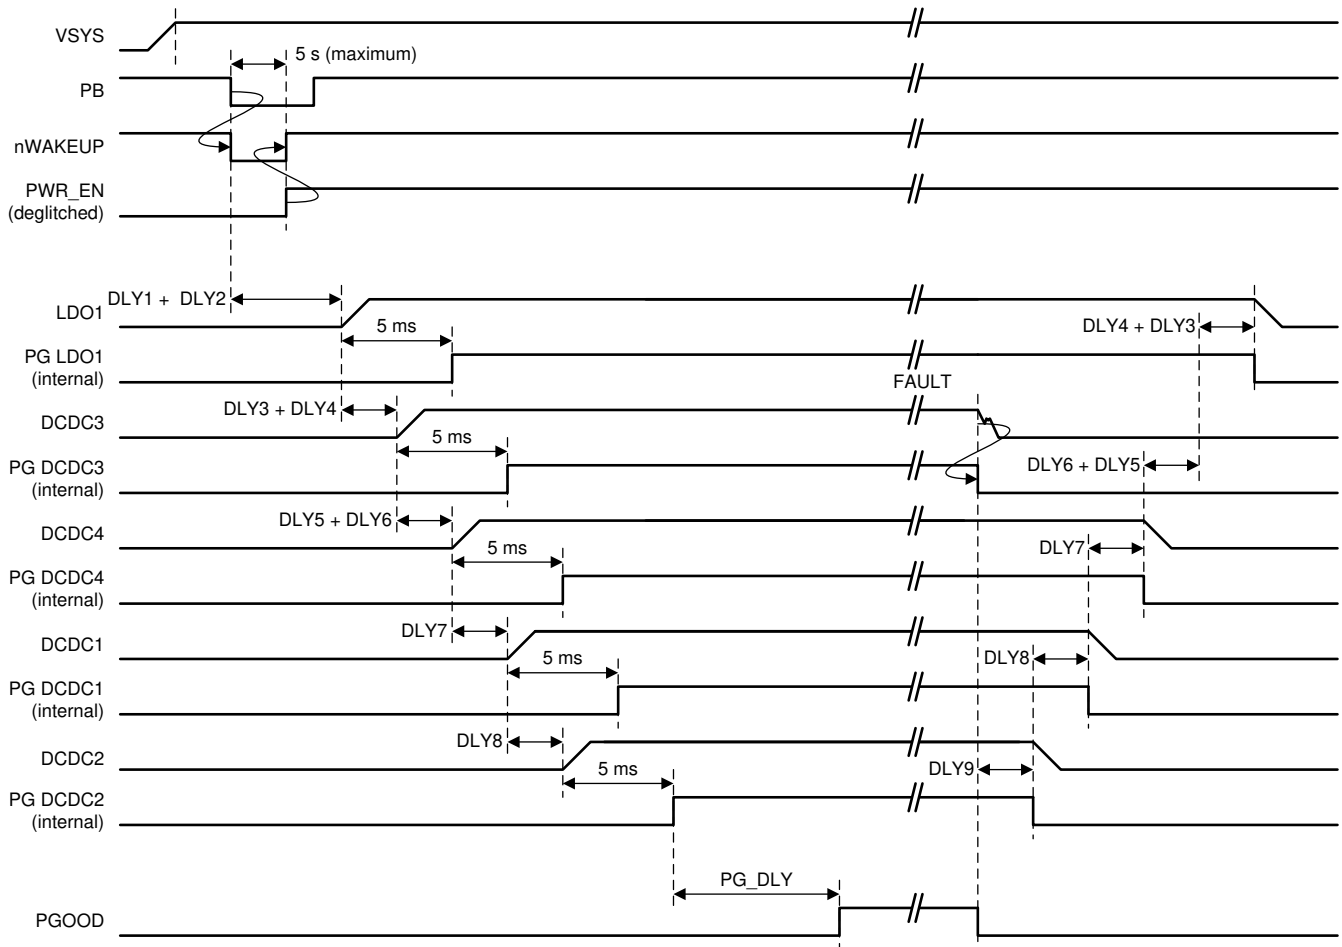 VSYS
5 s (maximum)
PB
nWAKEUP
PWR_EN
(deglitched)
DLY1 + DLY2
LDO1
5 ms
DLY4 + DLY3
PG LDO1
(internal)
FAULT
DLY3 + DLY4
DCDC3
5 ms
PG DCDC3
(internal)
DLY6 + DLY5
DLY5 + DLY6
DCDC4
5 ms
DLY7
PG DCDC4
(internal)
DLY7
DCDC1
5 ms
DLY8
PG DCDC1
(internal)
DLY8
DCDC2
5 ms
DLY9
PG DCDC2
(internal)
PG_DLY
PGOOD